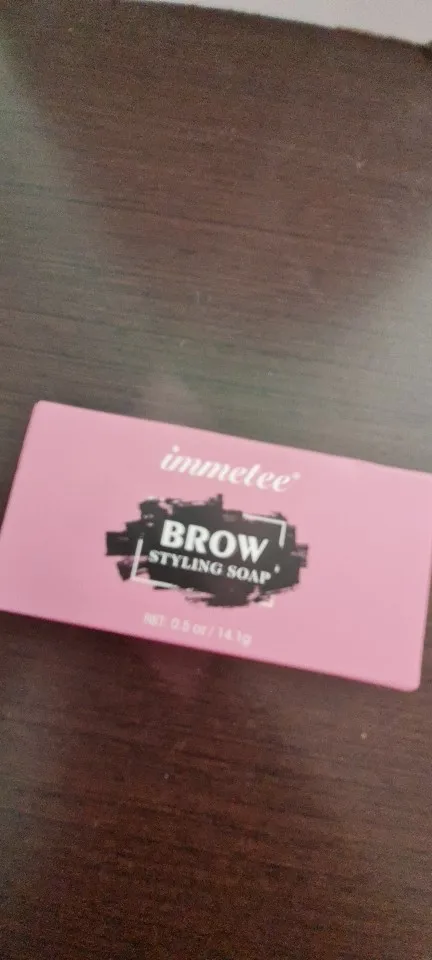 immetee®
BROW
STYLING SOAP
NET: 0.5 oz / 14.1g